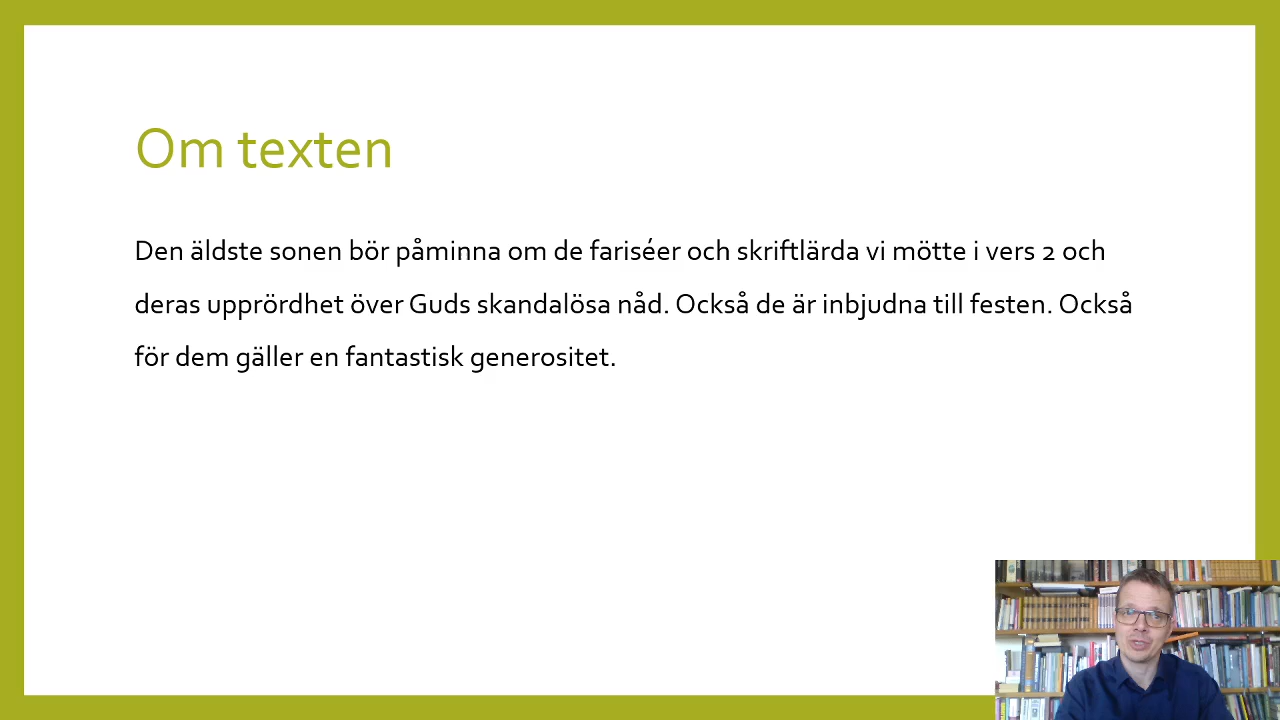 Om texten
Den äldste sonen bör påminna om de fariséer och skriftlärda vi mötte i vers 2 och
deras upprördhet över Guds skandalösa nåd. Också de är inbjudna till festen. Också
för dem gäller en fantastisk generositet.